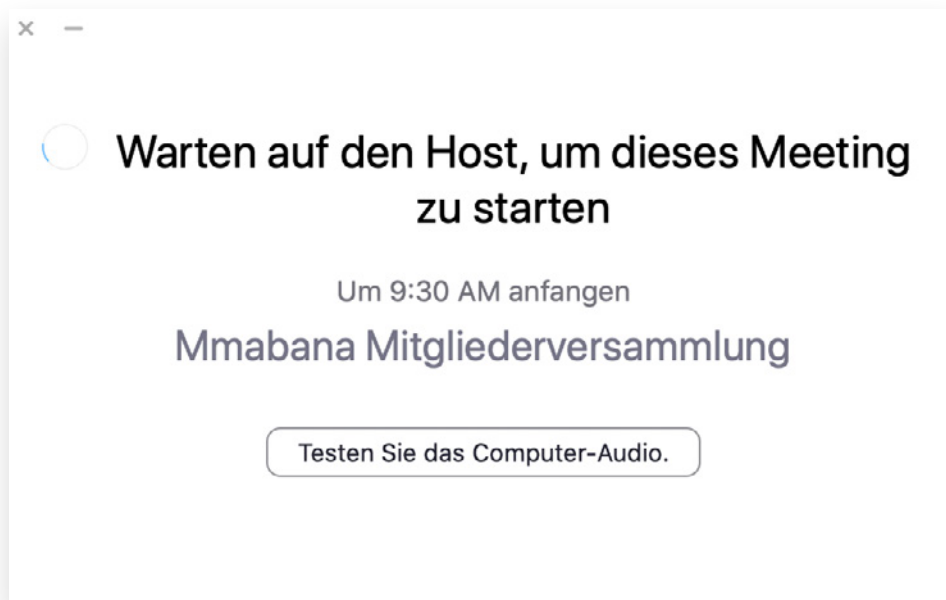 Warten auf den Host, um dieses Meeting
zu starten
Um 9:30 AM anfangen
Mmabana Mitgliederversammlung
Testen Sie das Computer-Audio.